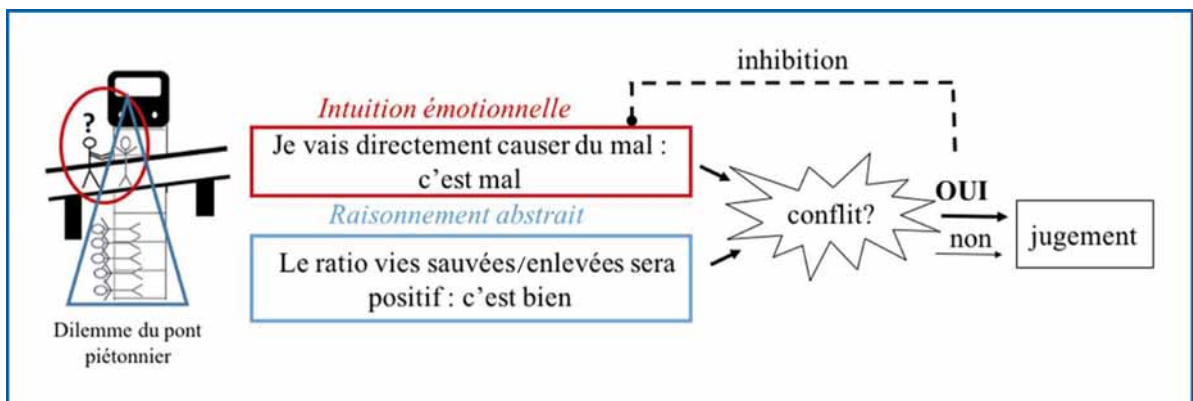 inhibition
Intuition émotionnelle
?
Je vais directement causer du mal :
c’est mal
Raisonnement abstrait
Le ratio vies sauvées/enlevées sera
positif : c’est bien
conflit?
OUI
non
jugement
Dilemme du pont
piétonnier